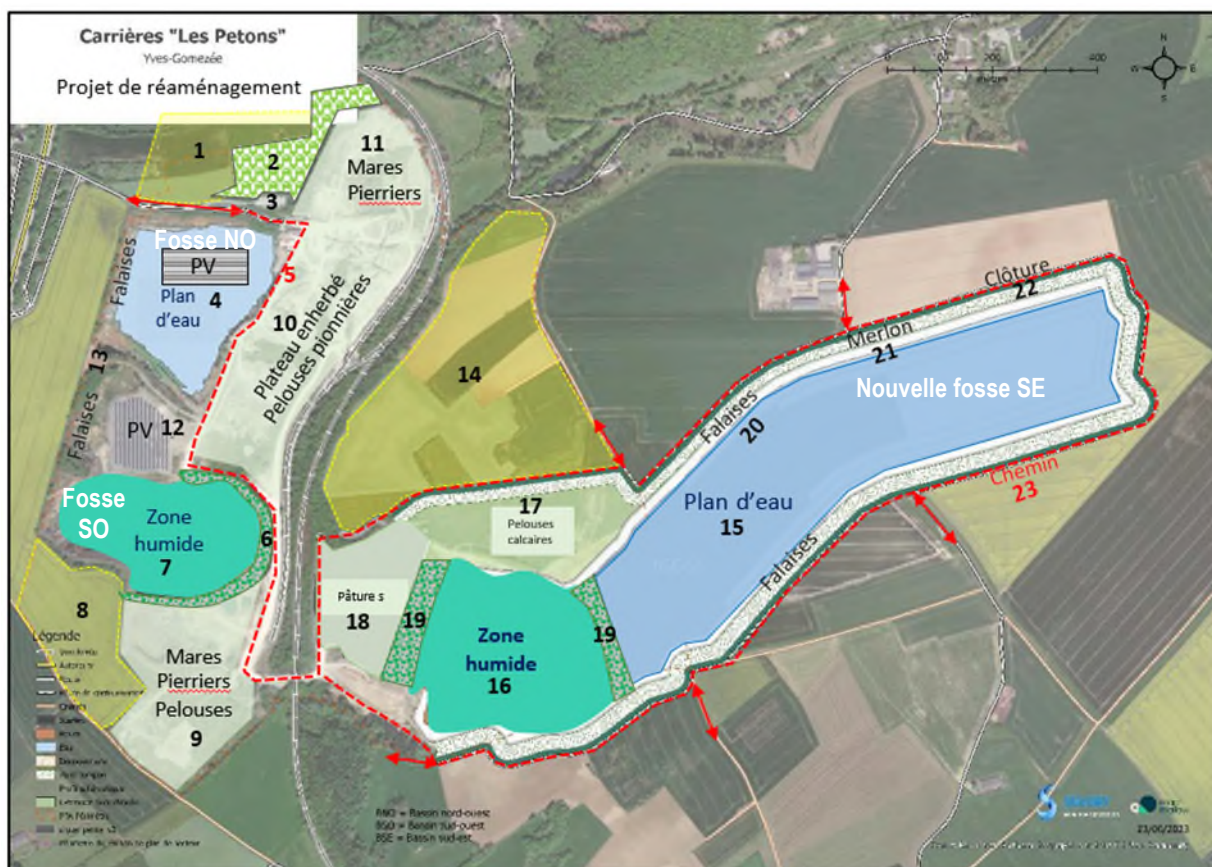 Carrières "Les Petons"
Yves-Gomezée
Projet de réaménagement
N
W
E
S
0
200
400
1
2
3
11
Mares
Pierriers
Fosse NO
PV
4
Plan
d'eau
5
Falaises
10
Plateau enherbé
Pelouses pionnières
13
Falaises
PV
12
14
Clôture
22
Merlon
21
Nouvelle fosse SE
Falaises
20
Chemin
23
Plan d'eau
15
Falaises
17
Pelouses
calcaires
Fosse
SO
Zone
humide
7
6
8
Pâture s
18
19
19
Zone
humide
16
Mares
Pierriers
Pelouses
9
Légende
BNO = Bassin nord-ouest
BSO = Bassin sud-ouest
BSE = Bassin sud-est
23/06/2023